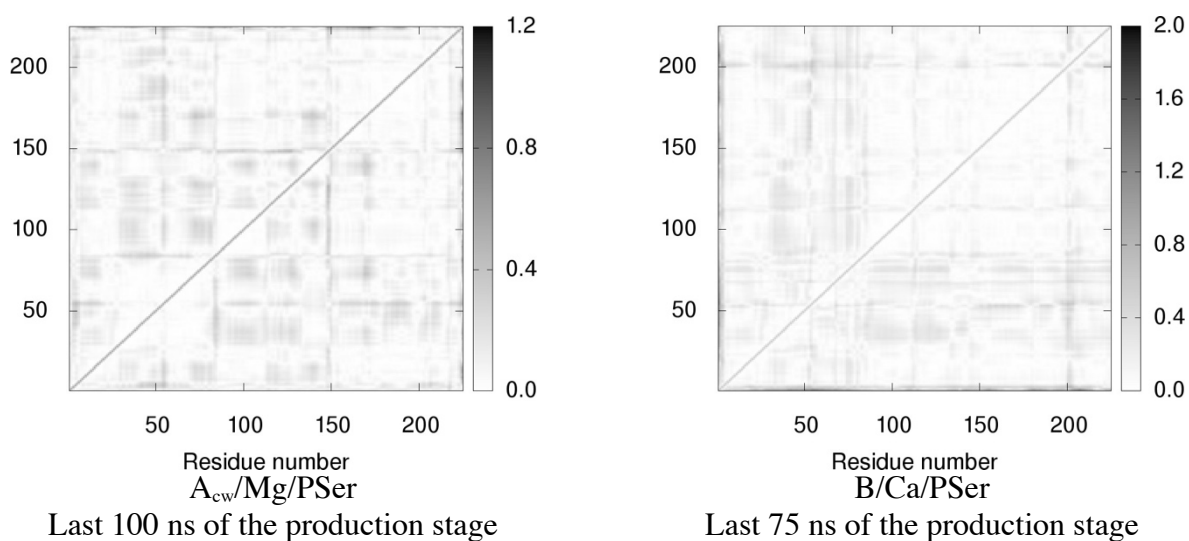 200
150
100
50
50 100 150 200
Residue number
1.2
0.8
0.4
0.0
A_cw/Mg/PSer
Last 100 ns of the production stage
200
150
100
50
50 100 150 200
Residue number
2.0
1.6
1.2
0.8
0.4
0.0
B/Ca/PSer
Last 75 ns of the production stage